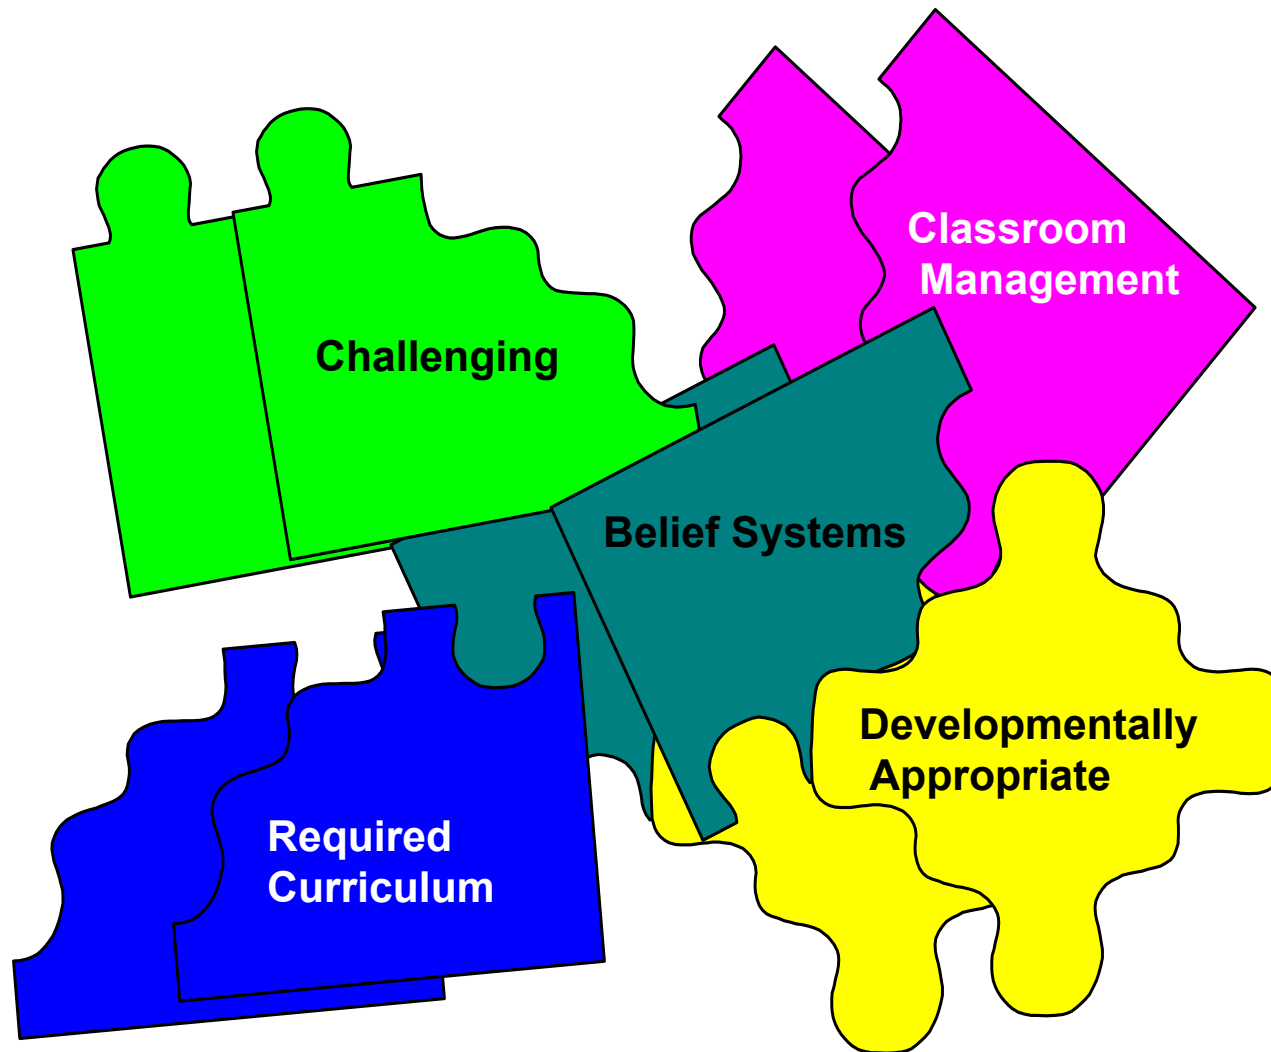 Classroom
Management
Challenging
Belief Systems
Developmentally
Appropriate
Required
Curriculum